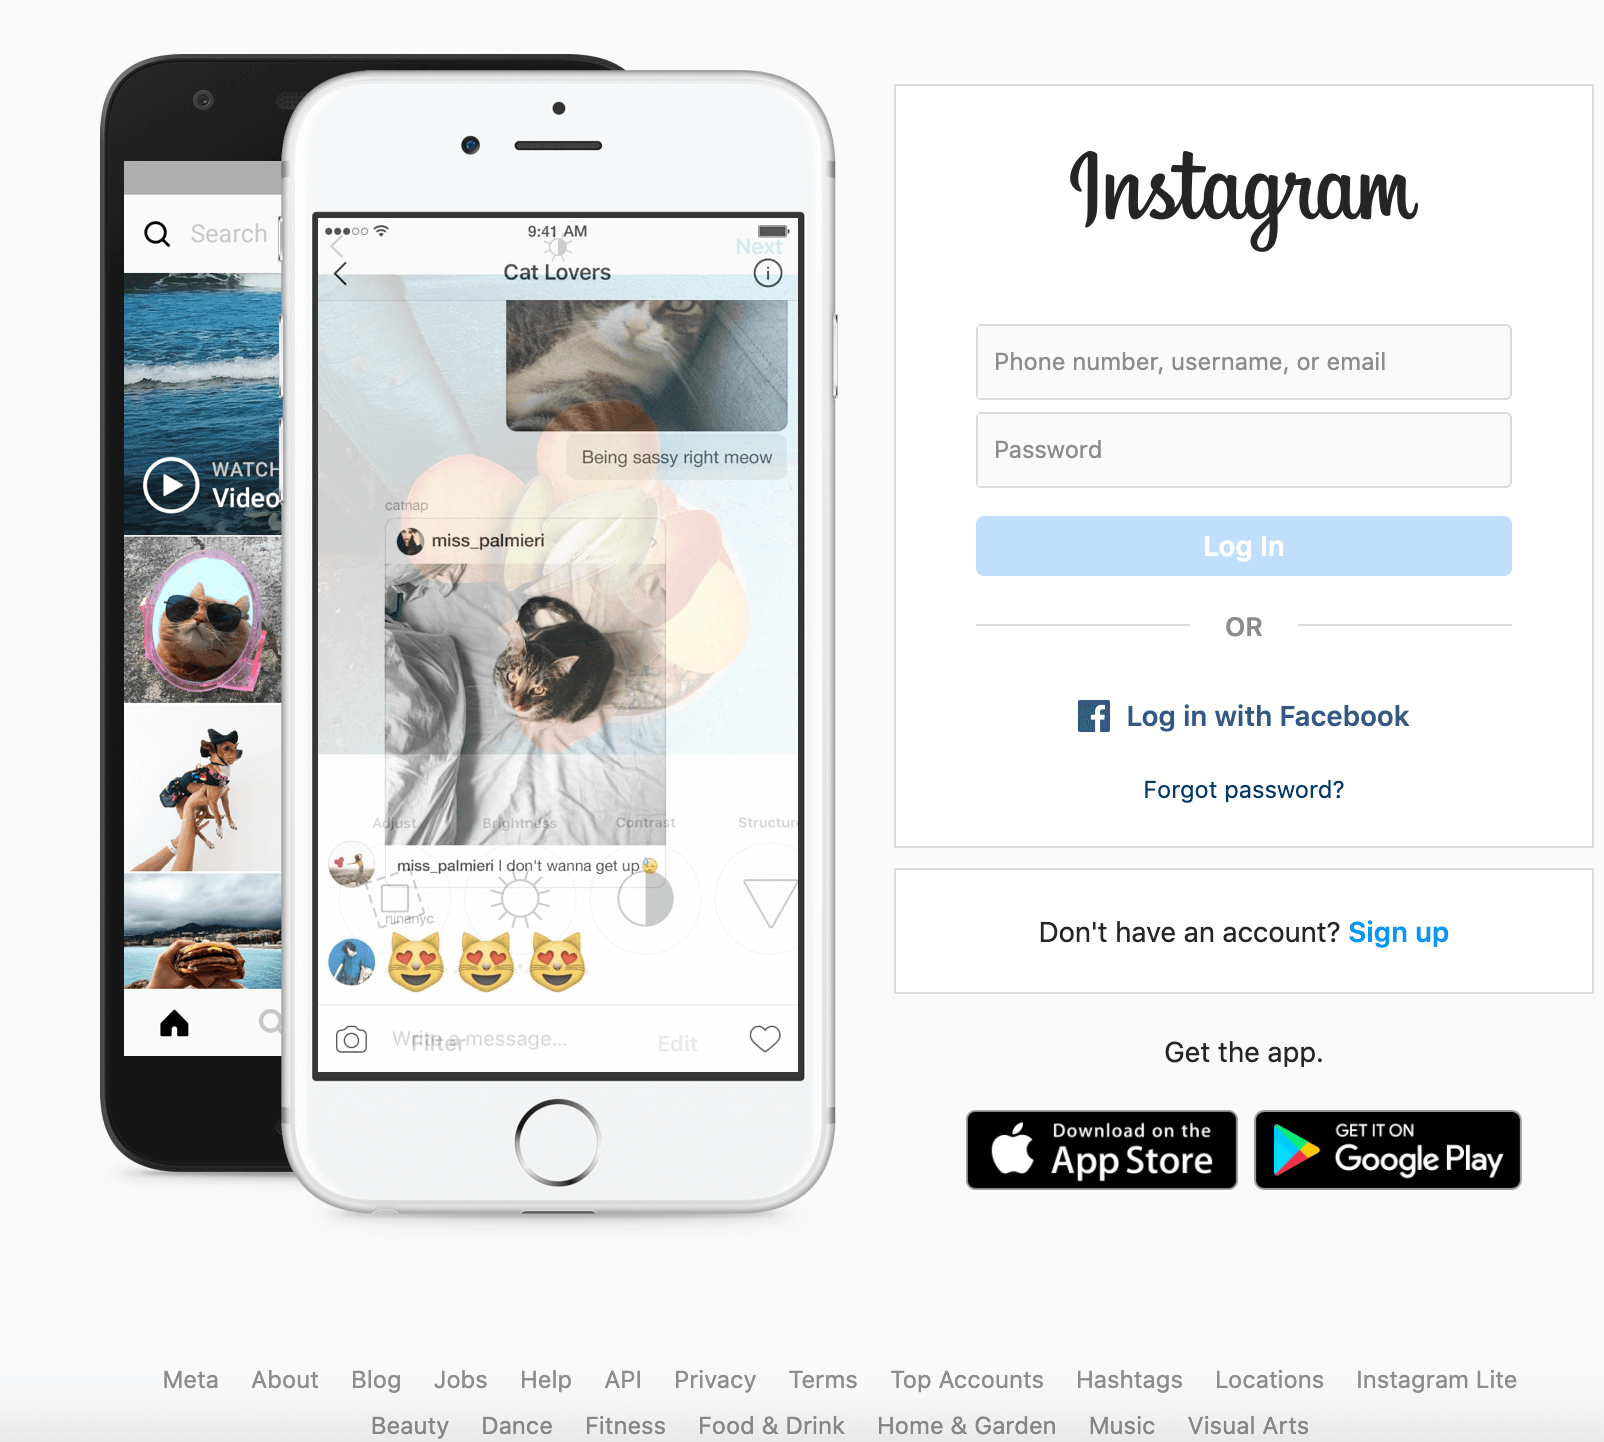 Search
WATCH
Video
9:41 AM
Next
Cat Lovers
Being sassy right meow
catnap
miss_palmieri
Adjust Brightness Contrast Structure
miss_palmieri I don't wanna get up
ninanyc
Write a message...
Filter Edit
Instagram
Phone number, username, or email
Password
Log In
OR
Log in with Facebook
Forgot password?
Don't have an account? Sign up
Get the app.
Download on the
App Store
GET IT ON
Google Play
Meta About Blog Jobs Help API Privacy Terms Top Accounts Hashtags Locations Instagram Lite
Beauty Dance Fitness Food & Drink Home & Garden Music Visual Arts